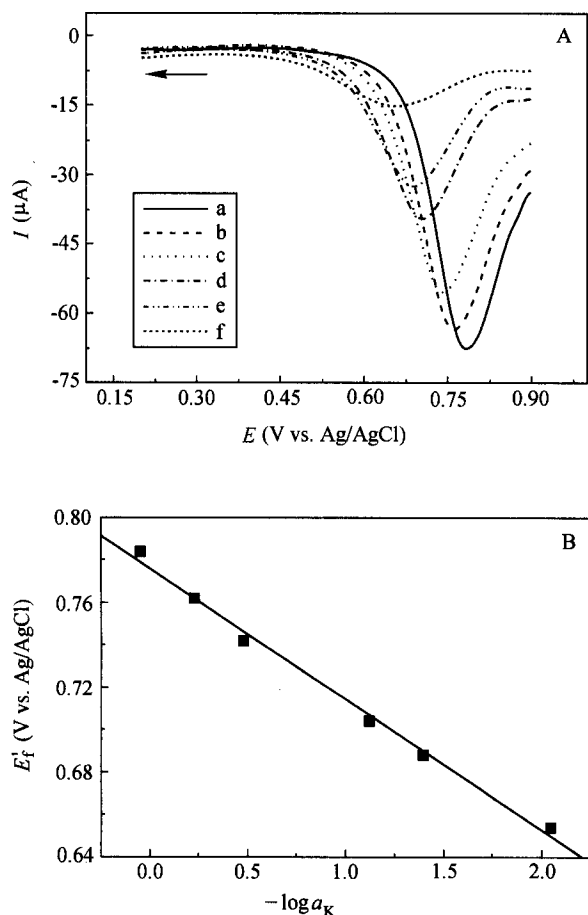 A
0
-15
-30
-45
-60
-75
I (μA)
a
b
c
d
e
f
0.15 0.30 0.45 0.60 0.75 0.90
E (V vs. Ag/AgCl)
B
0.80
0.76
0.72
0.68
0.64
E¹f (V vs. Ag/AgCl)
0.0 0.5 1.0 1.5 2.0
−log aK